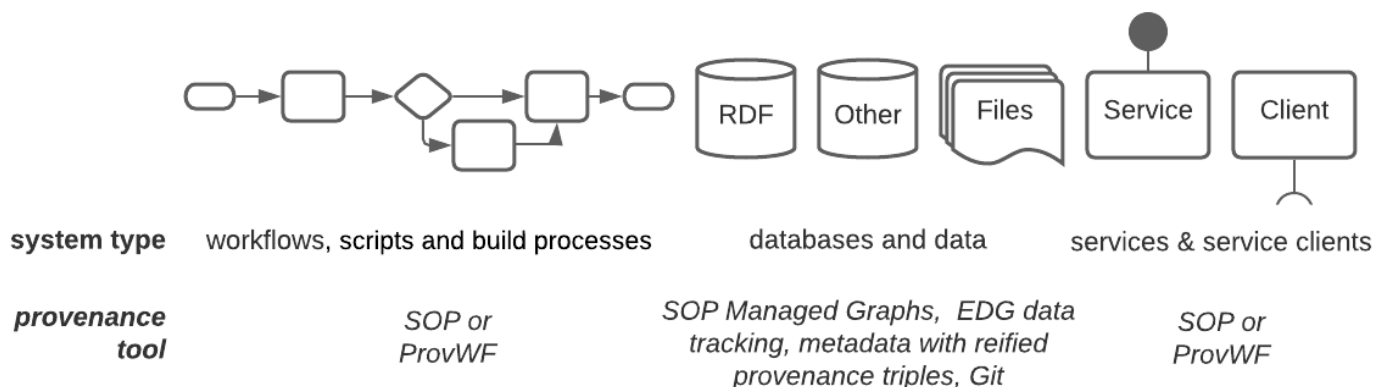 RDF
Other
Files
Service
Client
system type
workflows, scripts and build processes
databases and data
services & service clients
provenance
tool
SOP or
ProvWF
SOP Managed Graphs, EDG data
tracking, metadata with reified
provenance triples, Git
SOP or
ProvWF